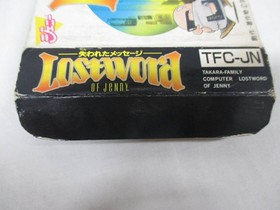 失われたメッセージ
LOSTWORD
OF JENNY
TFC-JN
TAKARA-FAMILY
COMPUTER LOSTWORD
OF JENNY